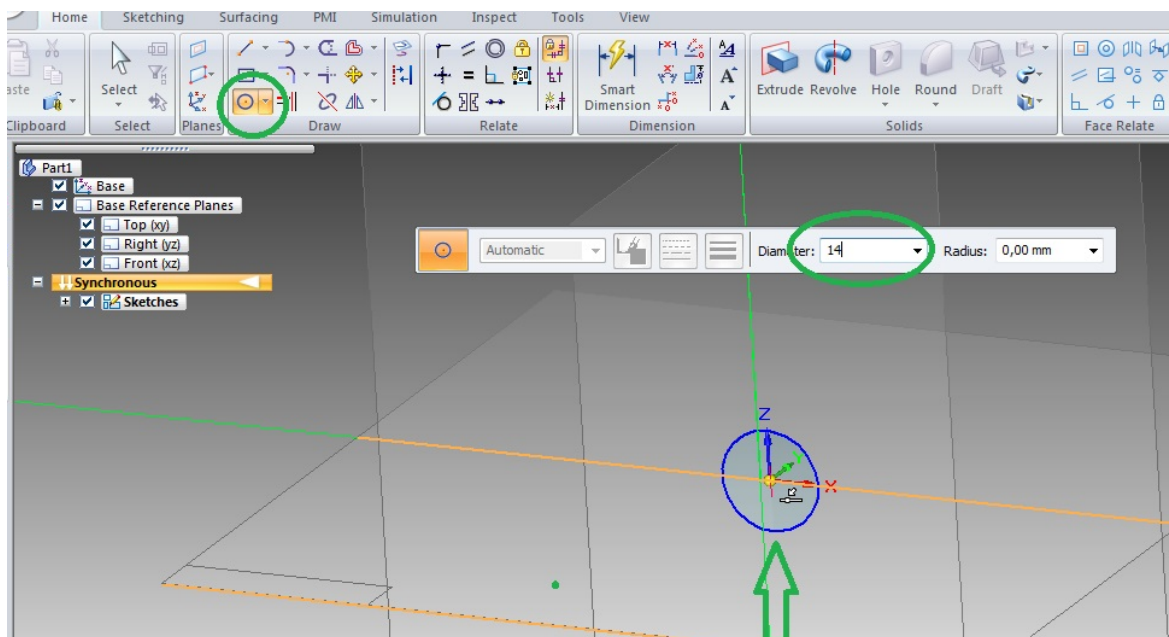 Home Sketching Surfacing PMI Simulation Inspect Tools View
Select
Smart Dimension
Extrude Revolve Hole Round Draft
Clipboard Select Planes Draw Relate Dimension Solids Face Relate
Part1
Base
Base Reference Planes
Top (xy)
Right (yz)
Front (xz)
Synchronous
Sketches
Automatic Diameter: 14 Radius: 0,00 mm
Z
Y
X